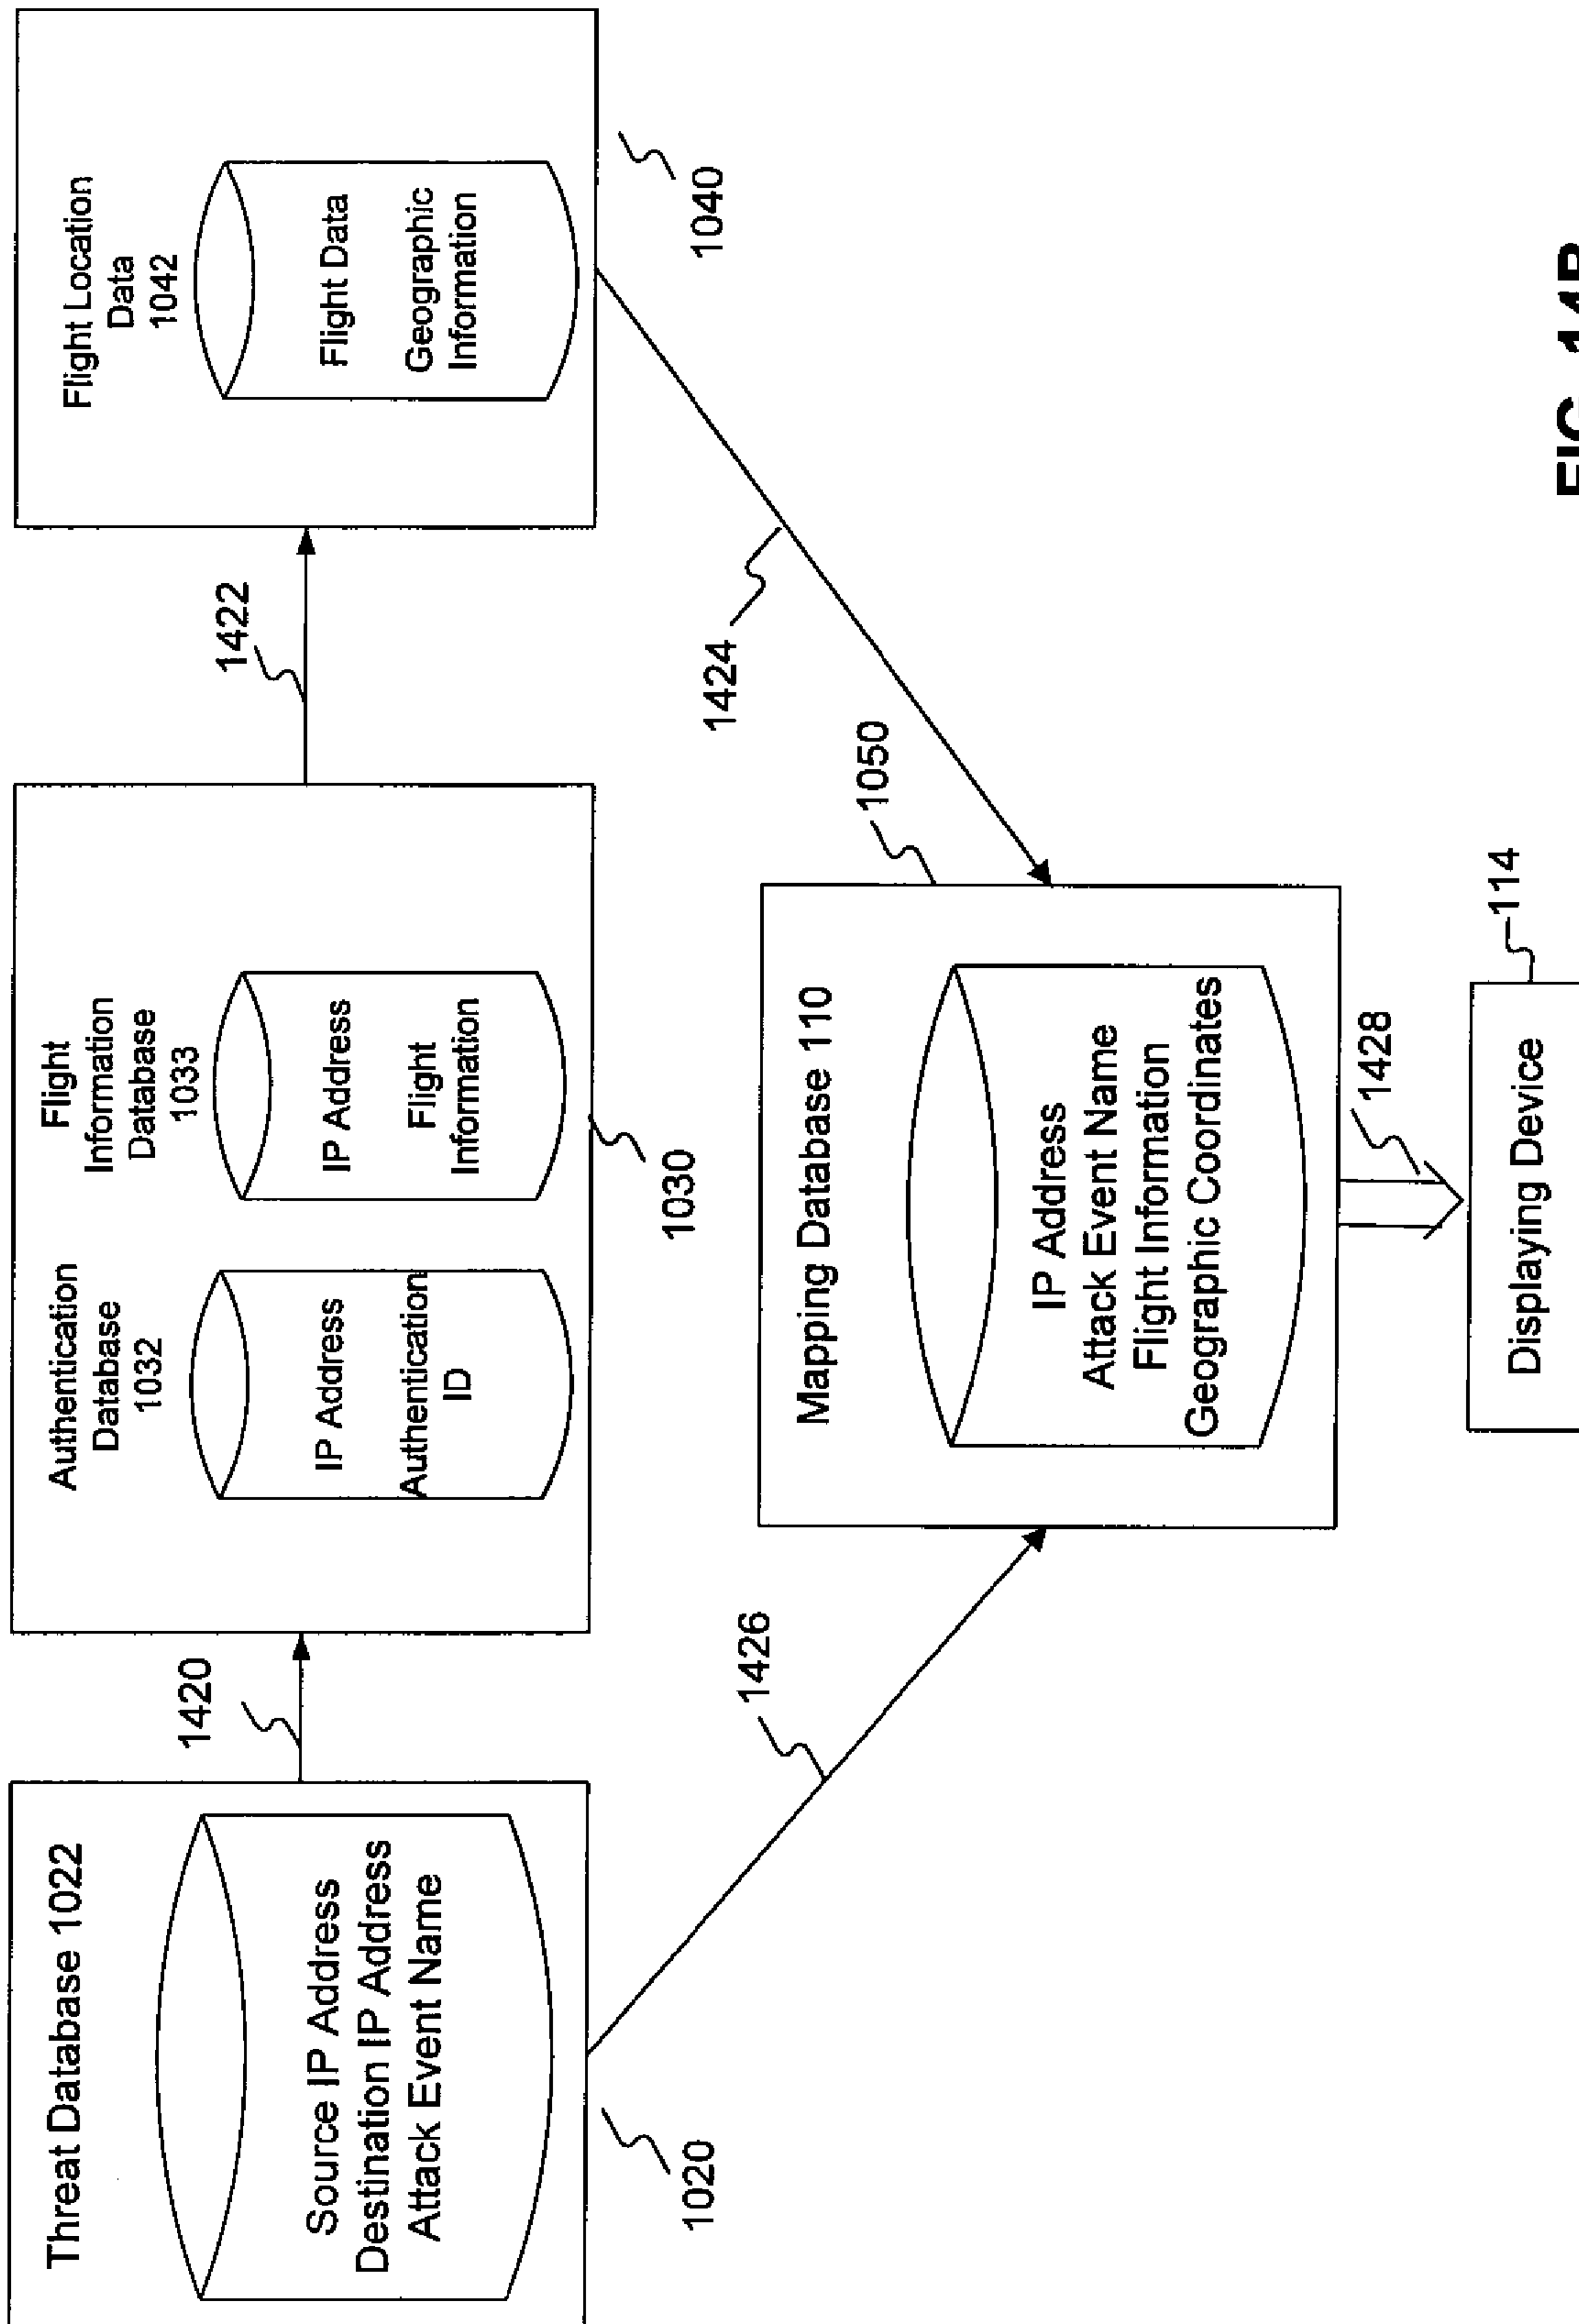 Threat Database 1022
Source IP Address
Destination IP Address
Attack Event Name
1020
1420
Authentication
Database
1032
IP Address
Authentication
ID
Flight
Information
Database
1033
IP Address
Flight
Information
1030
1422
Flight Location
Data
1042
Flight Data
Geographic
Information
1040
1426
1424
1050
Mapping Database 110
IP Address
Attack Event Name
Flight Information
Geographic Coordinates
1428
114
Displaying Device
FIG. 14B